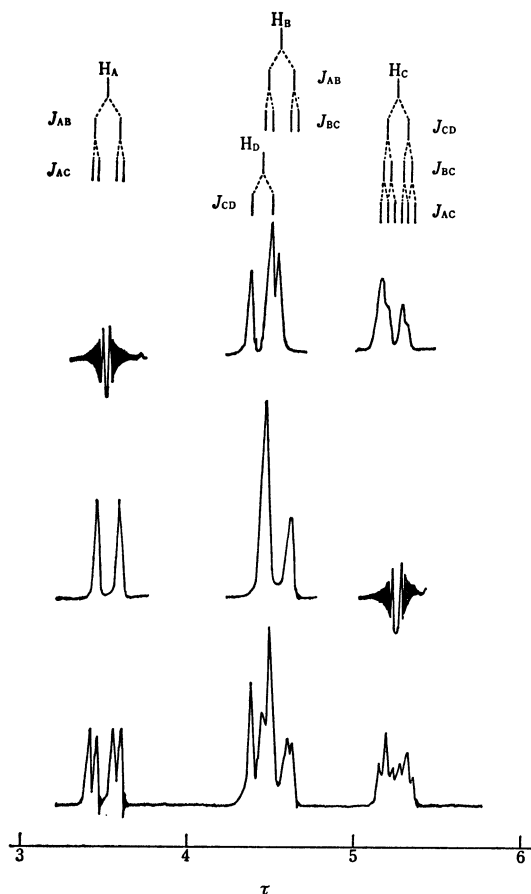 H_B
H_A
H_C
J_AB
J_AB
J_CD
J_BC
H_D
J_BC
J_AC
J_CD
J_AC
3 4 5 6
τ